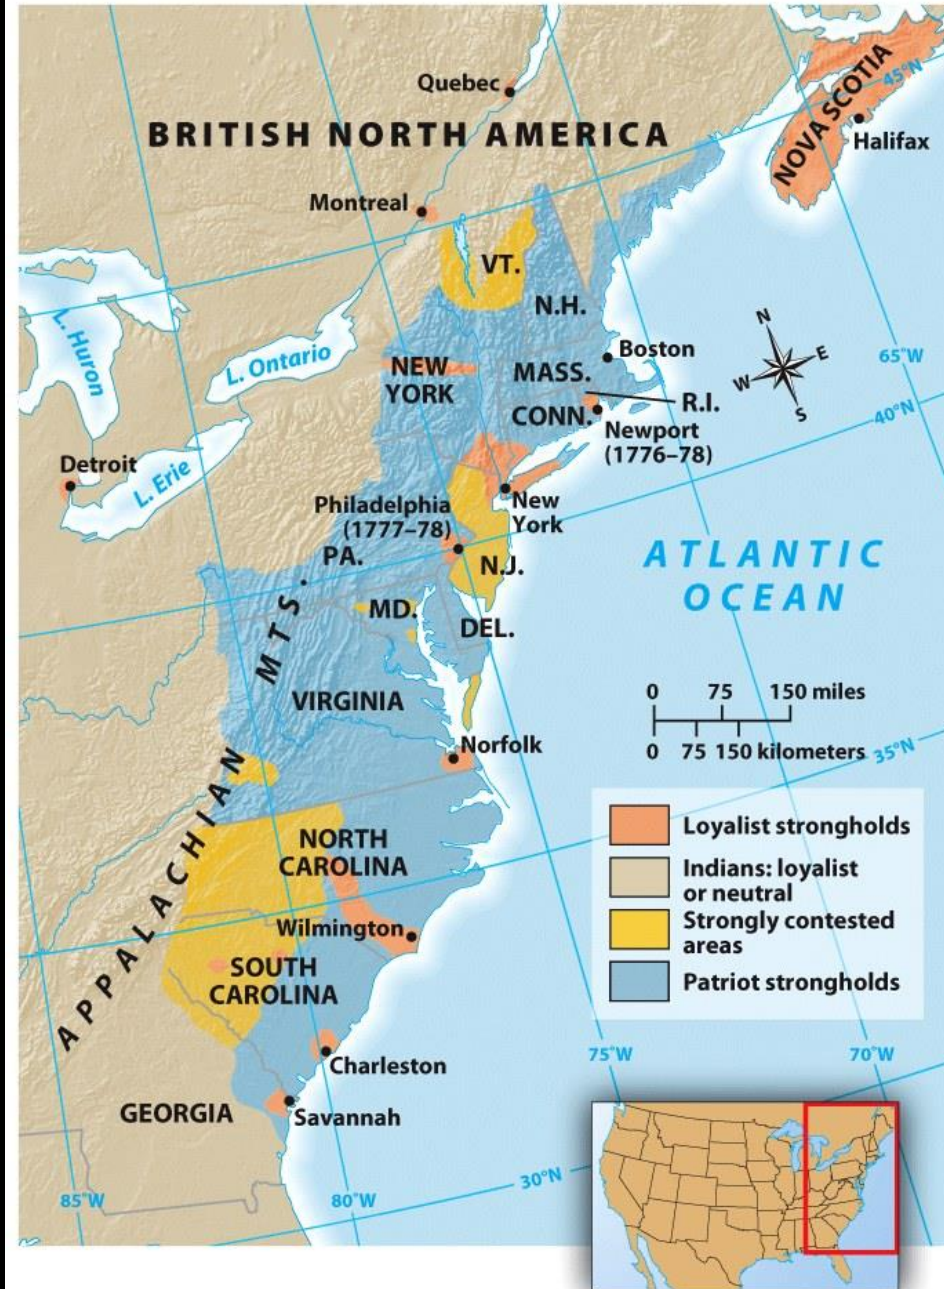 Quebec
BRITISH NORTH AMERICA
NOVA SCOTIA
45°N
Halifax
Montreal
VT.
N.H.
L. Huron
L. Ontario
NEW
YORK
MASS.
Boston
N
E
W
S
65°W
CONN.
R.I.
40°N
Newport
(1776–78)
Detroit
L. Erie
Philadelphia
(1777–78)
New
York
PA.
N.J.
ATLANTIC
OCEAN
MD.
DEL.
APPALACHIAN
MTS.
VIRGINIA
0 75 150 miles
0 75 150 kilometers
Norfolk
35°N
NORTH
CAROLINA
Wilmington
SOUTH
CAROLINA
Loyalist strongholds
Indians: loyalist
or neutral
Strongly contested
areas
Patriot strongholds
Charleston
75°W
70°W
GEORGIA
Savannah
85°W
80°W
30°N